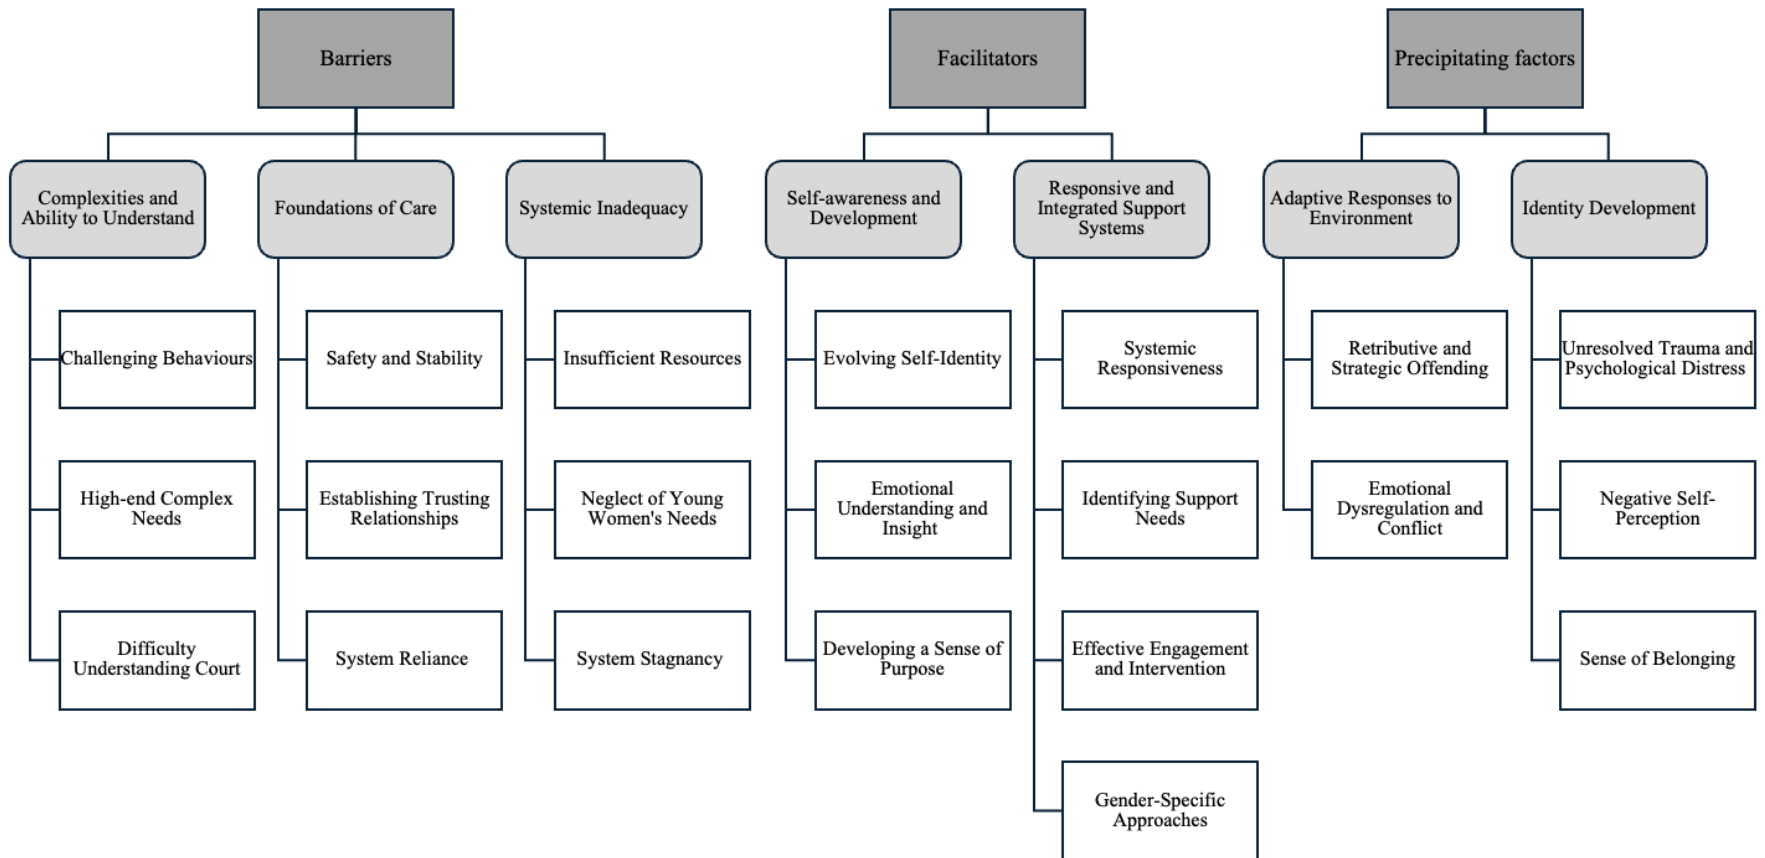 Barriers
Facilitators
Precipitating factors
Complexities and
Ability to Understand
Foundations of Care
Systemic Inadequacy
Self-awareness and
Development
Responsive and
Integrated Support
Systems
Adaptive Responses to
Environment
Identity Development
Challenging Behaviours
Safety and Stability
Insufficient Resources
Evolving Self-Identity
Systemic
Responsiveness
Retributive and
Strategic Offending
Unresolved Trauma and
Psychological Distress
High-end Complex
Needs
Establishing Trusting
Relationships
Neglect of Young
Women's Needs
Emotional
Understanding and
Insight
Identifying Support
Needs
Emotional
Dysregulation and
Conflict
Negative Self-
Perception
Difficulty
Understanding Court
System Reliance
System Stagnancy
Developing a Sense of
Purpose
Effective Engagement
and Intervention
Sense of Belonging
Gender-Specific
Approaches